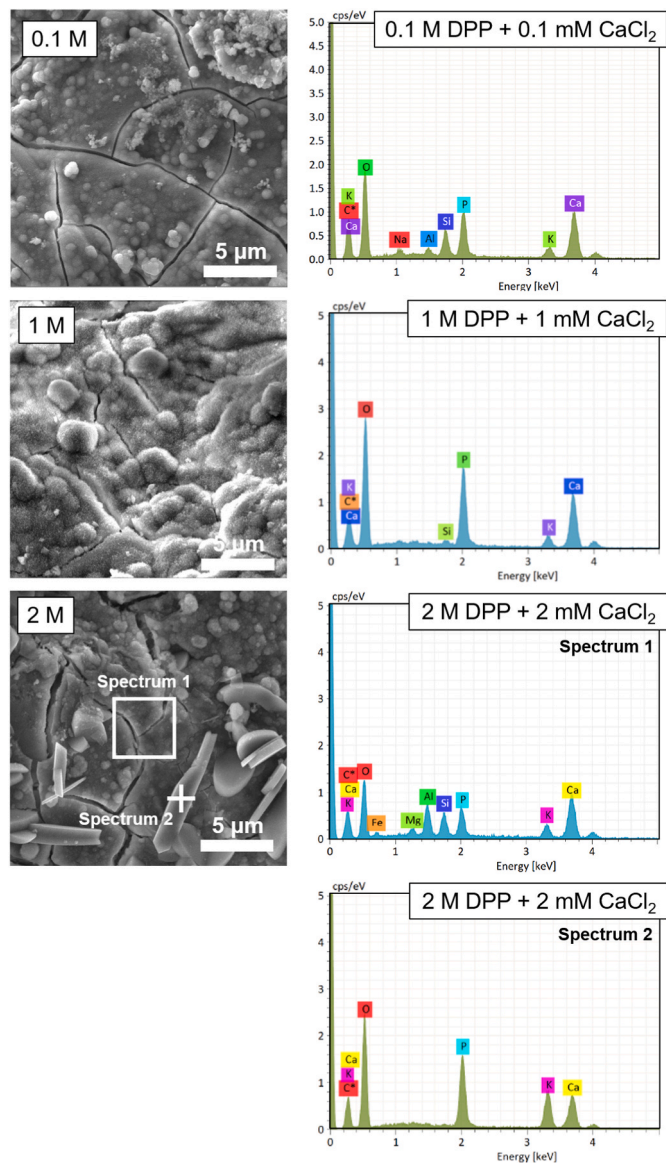 0.1 M
5 µm
0.1 M DPP + 0.1 mM CaCl₂
cps/eV
5.0
4.5
4.0
3.5
3.0
2.5
2.0
1.5
1.0
0.5
0.0
K
C*
Ca
O
Na
Al
Si
P
K
Ca
0 1 2 3 4
Energy [keV]
1 M
5 µm
1 M DPP + 1 mM CaCl₂
cps/eV
5
4
3
2
1
0
K
C*
Ca
O
Si
P
K
Ca
0 1 2 3 4
Energy [keV]
2 M
Spectrum 1
Spectrum 2
5 µm
2 M DPP + 2 mM CaCl₂
Spectrum 1
cps/eV
5
4
3
2
1
0
C*
Ca
K
O
Fe
Mg
Al
Si
P
K
Ca
0 1 2 3 4
Energy [keV]
2 M DPP + 2 mM CaCl₂
Spectrum 2
cps/eV
5
4
3
2
1
0
Ca
K
C*
O
P
K
Ca
0 1 2 3 4
Energy [keV]